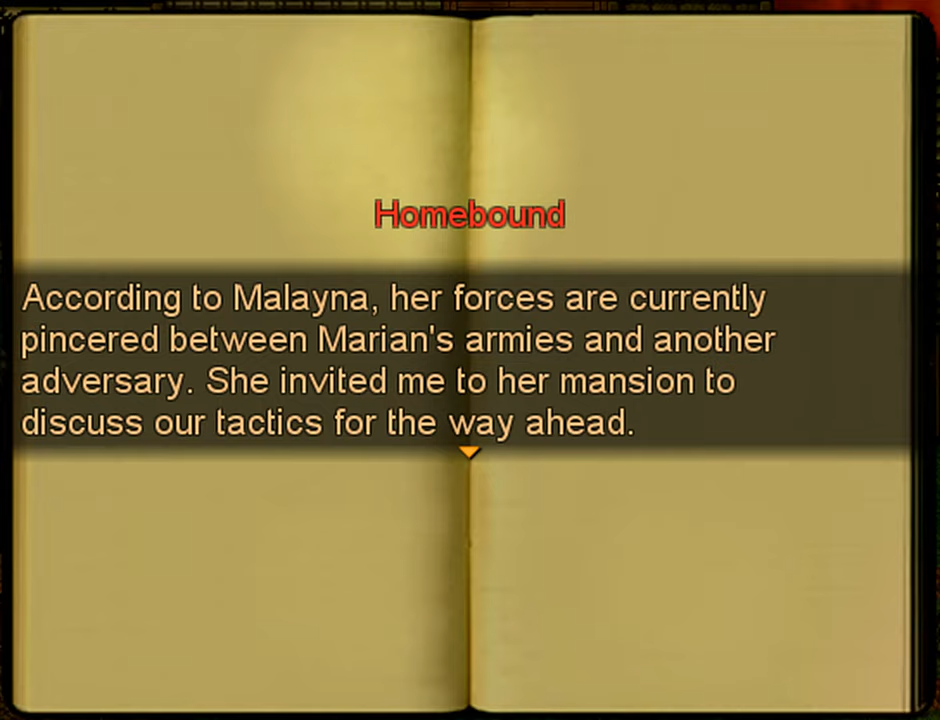 Homebound
According to Malayna, her forces are currently
pincered between Marian's armies and another
adversary. She invited me to her mansion to
discuss our tactics for the way ahead.